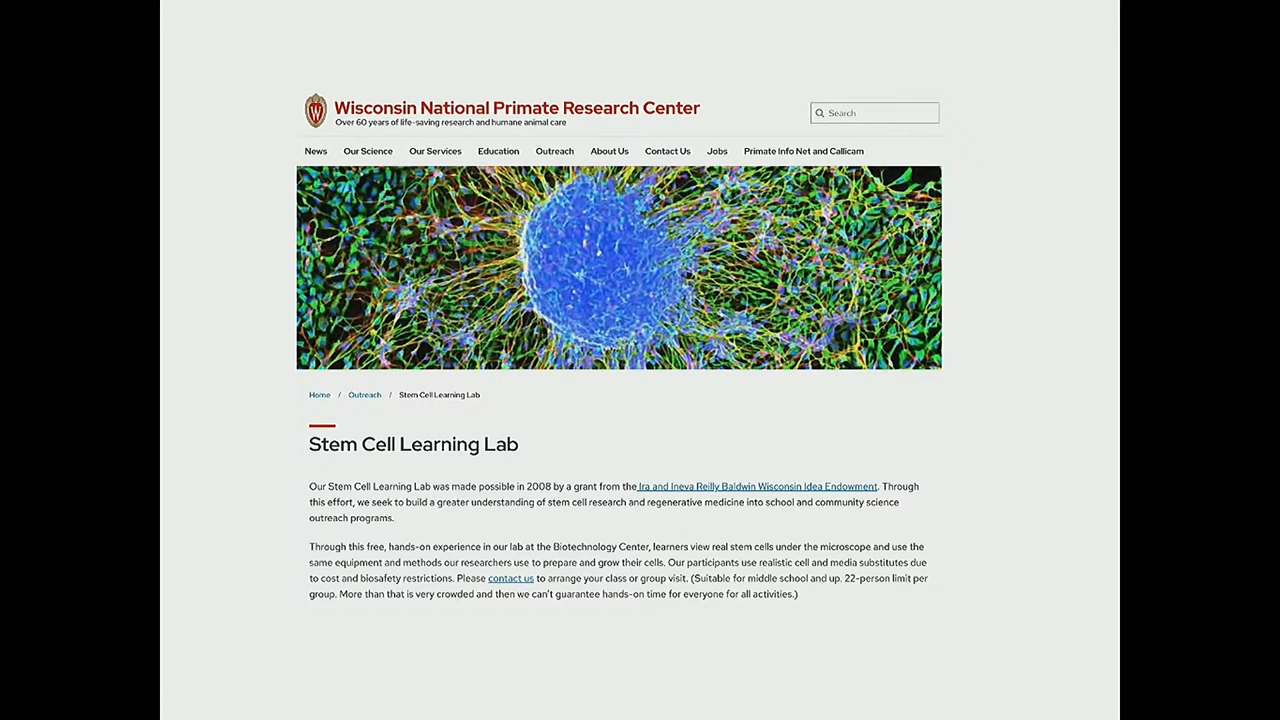 Wisconsin National Primate Research Center
Over 60 years of life-saving research and humane animal care
Search
News Our Science Our Services Education Outreach About Us Contact Us Jobs Primate Info Net and Callicam
Home / Outreach / Stem Cell Learning Lab
Stem Cell Learning Lab
Our Stem Cell Learning Lab was made possible in 2008 by a grant from the Ira and Ineva Reilly Baldwin Wisconsin Idea Endowment. Through
this effort, we seek to build a greater understanding of stem cell research and regenerative medicine into school and community science
outreach programs.
Through this free, hands-on experience in our lab at the Biotechnology Center, learners view real stem cells under the microscope and use the
same equipment and methods our researchers use to prepare and grow their cells. Our participants use realistic cell and media substitutes due
to cost and biosafety restrictions. Please contact us to arrange your class or group visit. (Suitable for middle school and up. 22-person limit per
group. More than that is very crowded and then we can't guarantee hands-on time for everyone for all activities.)